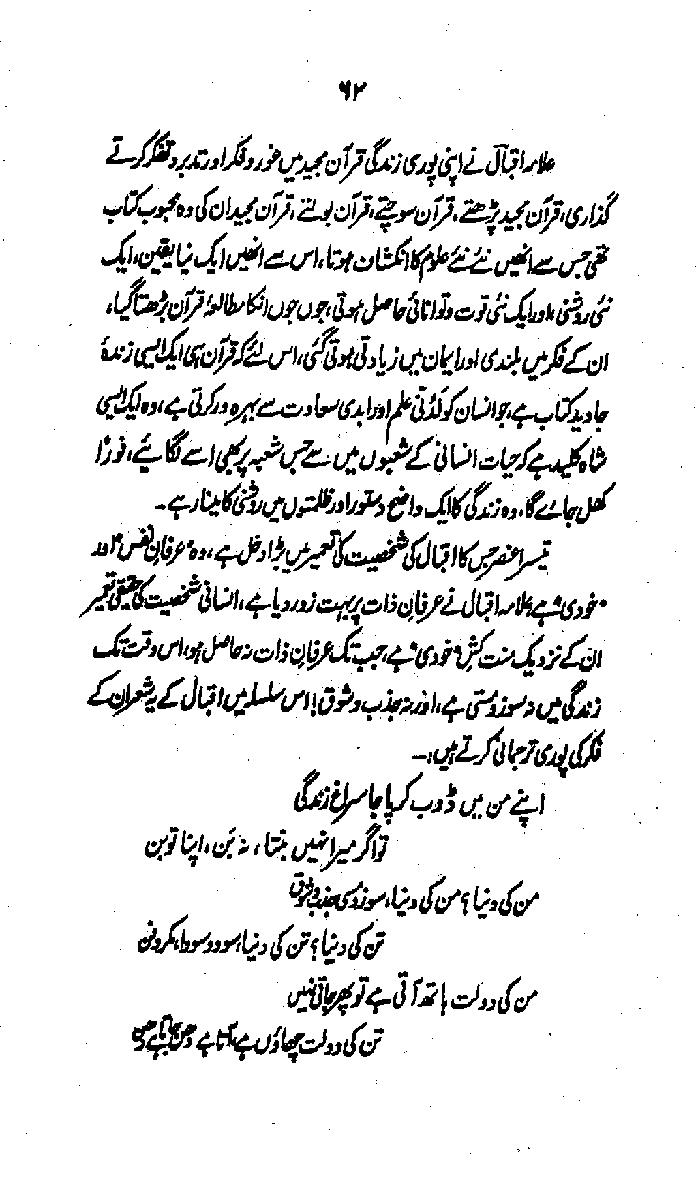 ۶۲
علامہ اقبال نے اپنی پوری زندگی قرآن مجید میں غور و فکر اور تدبر و تفکر کرتے
گذاری، قرآن مجید پڑھتے، قرآن سوچتے، قرآن بولتے، قرآن مجید ان کی وہ محبوب کتاب
تھی جس سے انھیں نئے نئے علوم کا انکشان ہوتا، اس سے انھیں ایک نیا یقین، ایک
نئی روشنی، اور ایک نئی قوت و توانائی حاصل ہوتی، جوں جوں انکا مطالعۂ قرآن بڑھتا گیا،
ان کے فکر میں بلندی اور ایمان میں زیادتی ہوتی گئی، اس لئے کہ قرآن ہی ایک ایسی زندۂ
جاوید کتاب ہے، جو انسان کو لدنی علم اور ابدی سعادت سے بہرہ ور کرتی ہے، وہ ایک ایسی
شاہ کلید ہے کہ حیات انسانی کے شعبوں میں سے جس شعبہ پر بھی اسے لگائیے، فوراً
کھل جائے گا، وہ زندگی کا ایک واضح دستور اور ظلمتوں میں روشنی کا مینار ہے۔
تیسرا عنصر جس کا اقبال کی شخصیت کی تعمیر میں بڑا دخل ہے، وہ "عرفان نفس" اور
"خودی" ہے، علامہ اقبال نے عرفان ذات پر بہت زور دیا ہے، انسانی شخصیت کی حقیقی تعمیر
ان کے نزدیک منت کش "خودی" ہے، جب تک عرفان ذات نہ حاصل ہو، اس وقت تک
زندگی میں نہ سوز و مستی ہے، اور نہ جذب و شوق! اس سلسلہ میں اقبال کے یہ شعر ان کے
فکر کی پوری ترجمانی کرتے ہیں:۔
اپنے من میں ڈوب کر پا جا سراغ زندگی
تو اگر میرا نہیں بنتا، نہ بَن، اپنا تو بن
من کی دنیا؟ من کی دنیا، سوز و مستی جذب و شوق
تن کی دنیا؟ تن کی دنیا، سود و سودا، مکر و فن
من کی دولت ہاتھ آتی ہے تو پھر جاتی نہیں
تن کی دولت چھاؤں ہے، آتا ہے دھن جاتا ہے دھن